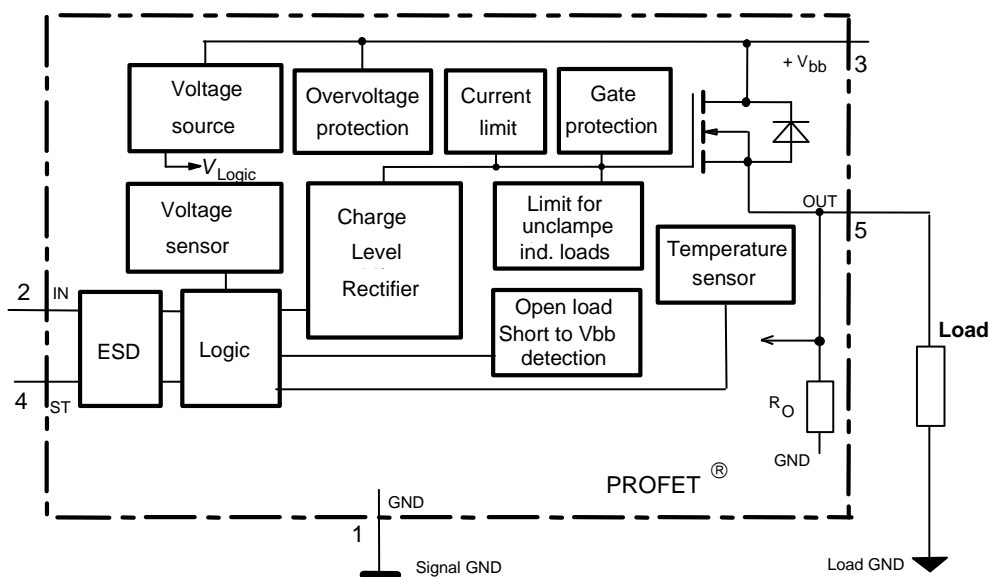 + V bb
3
Voltage
source
Overvoltage
protection
Current
limit
Gate
protection
V Logic
Voltage
sensor
Charge
Level
Rectifier
Limit for
unclampe
ind. loads
OUT
5
Temperature
sensor
2
IN
ESD
Logic
Open load
Short to Vbb
detection
Load
4
ST
R O
GND
PROFET ®
GND
1
Signal GND
Load GND